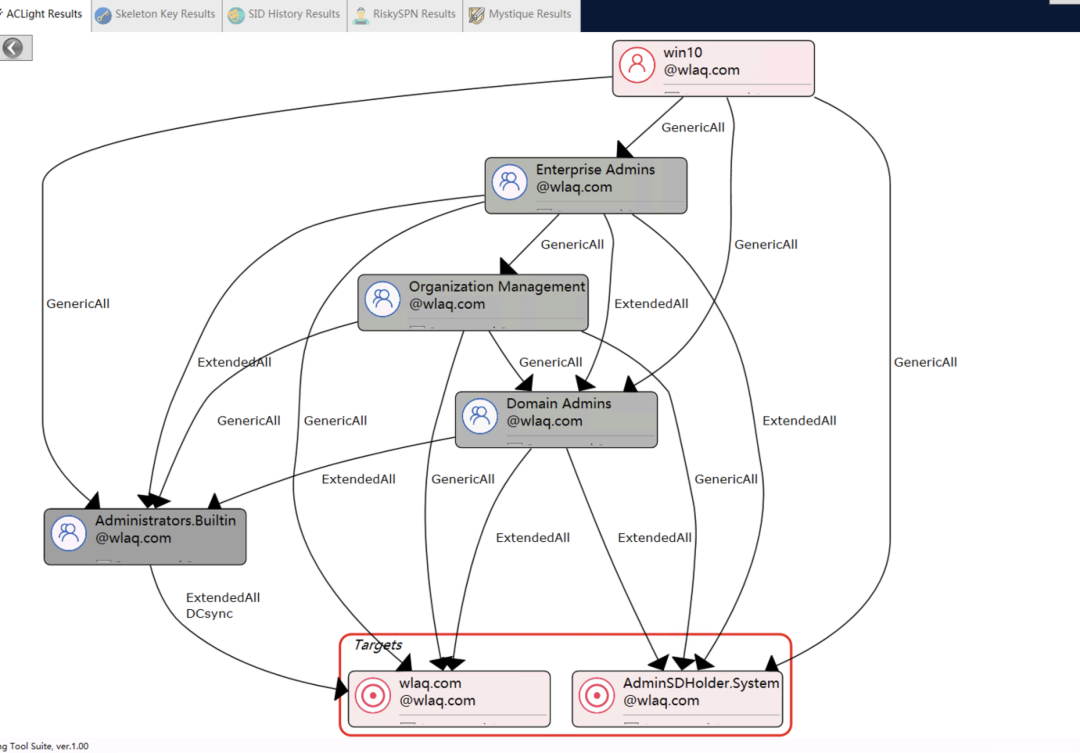 ACLight Results
Skeleton Key Results
SID History Results
RiskySPN Results
Mystique Results
win10
@wlaq.com
GenericAll
Enterprise Admins
@wlaq.com
GenericAll
GenericAll
Organization Management
@wlaq.com
GenericAll
ExtendedAll
ExtendedAll
GenericAll
GenericAll
Domain Admins
@wlaq.com
GenericAll
GenericAll
ExtendedAll
ExtendedAll
GenericAll
GenericAll
Administrators.Builtin
@wlaq.com
ExtendedAll
ExtendedAll
ExtendedAll
DCsync
Targets
wlaq.com
@wlaq.com
AdminSDHolder.System
@wlaq.com
Tool Suite, ver.1.00